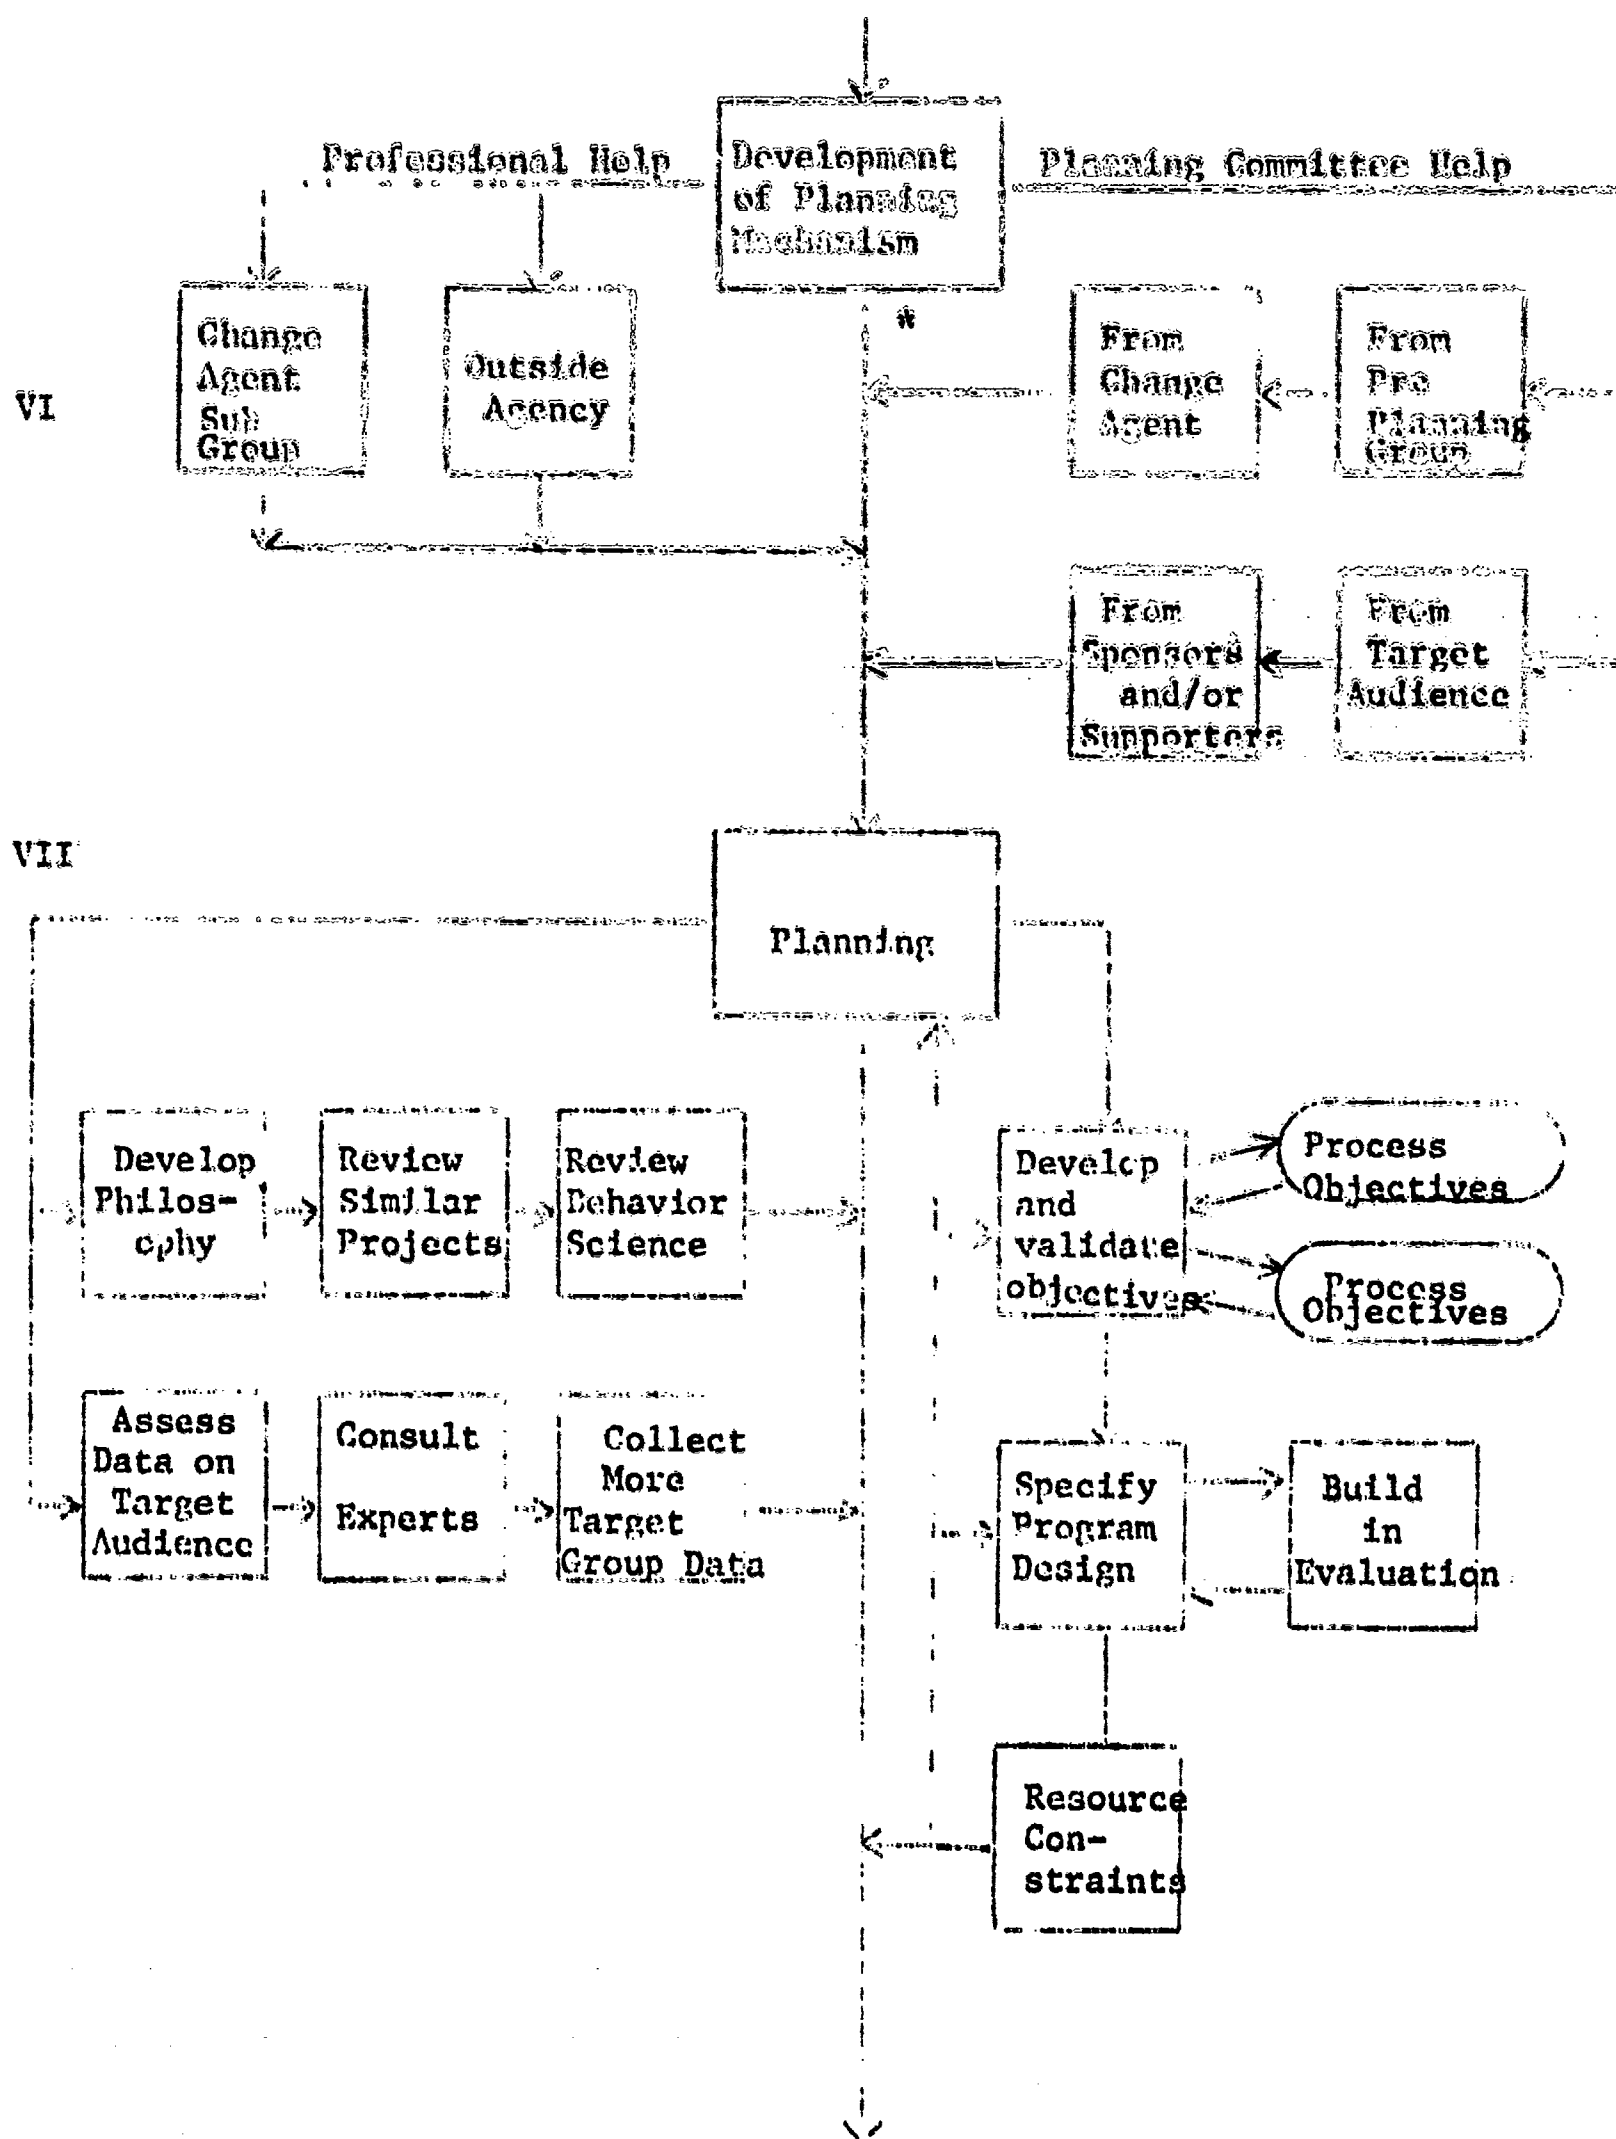 Professional Help
Development
of Planning
Mechanism
Planning Committee Help
*
VI
Change
Agent
Sub
Group
Outside
Agency
From
Change
Agent
From
Pre
Planning
Group
From
Sponsors
and/or
Supporters
From
Target
Audience
VII
Planning
Develop
Philos-
ophy
Review
Similar
Projects
Review
Behavior
Science
Develop
and
validate
objectives
Process
Objectives
Process
Objectives
Assess
Data on
Target
Audience
Consult
Experts
Collect
More
Target
Group Data
Specify
Program
Design
Build
in
Evaluation
Resource
Con-
straints